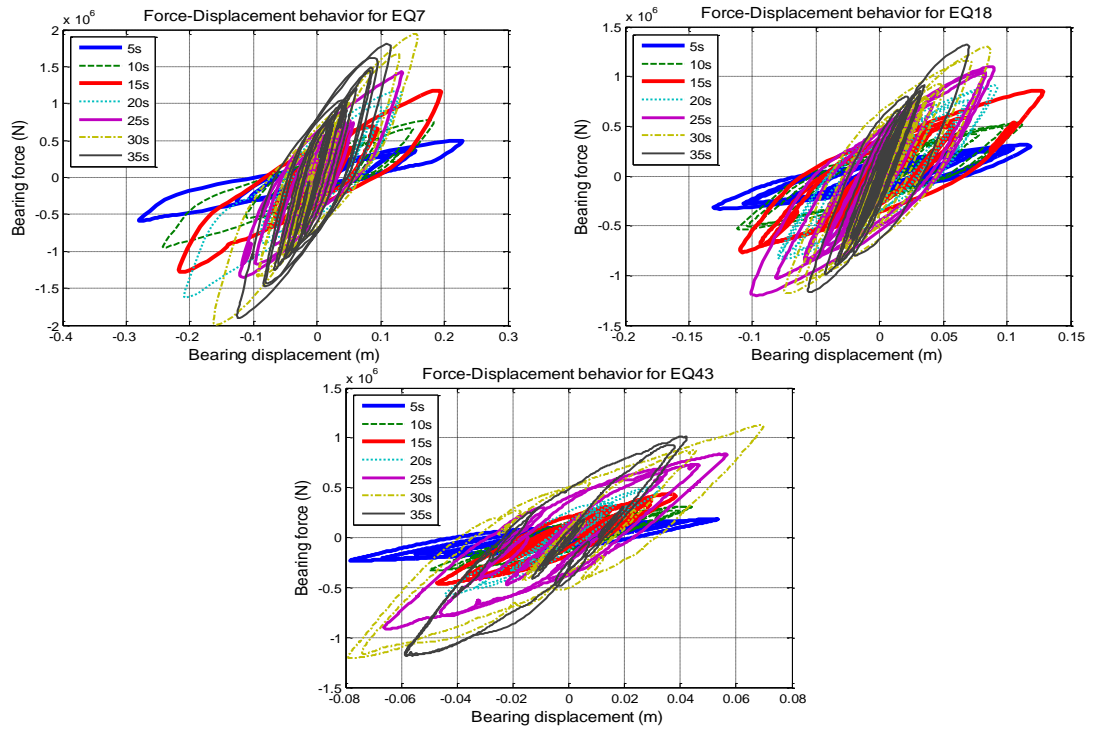 Force-Displacement behavior for EQ7
x 10^6
2
1.5
1
0.5
0
-0.5
-1
-1.5
-2
Bearing force (N)
5s
10s
15s
20s
25s
30s
35s
-0.4 -0.3 -0.2 -0.1 0 0.1 0.2 0.3
Bearing displacement (m)
Force-Displacement behavior for EQ18
x 10^6
1.5
1
0.5
0
-0.5
-1
-1.5
Bearing force (N)
5s
10s
15s
20s
25s
30s
35s
-0.2 -0.15 -0.1 -0.05 0 0.05 0.1 0.15
Bearing displacement (m)
Force-Displacement behavior for EQ43
x 10^6
1.5
1
0.5
0
-0.5
-1
-1.5
Bearing force (N)
5s
10s
15s
20s
25s
30s
35s
-0.08 -0.06 -0.04 -0.02 0 0.02 0.04 0.06 0.08
Bearing displacement (m)